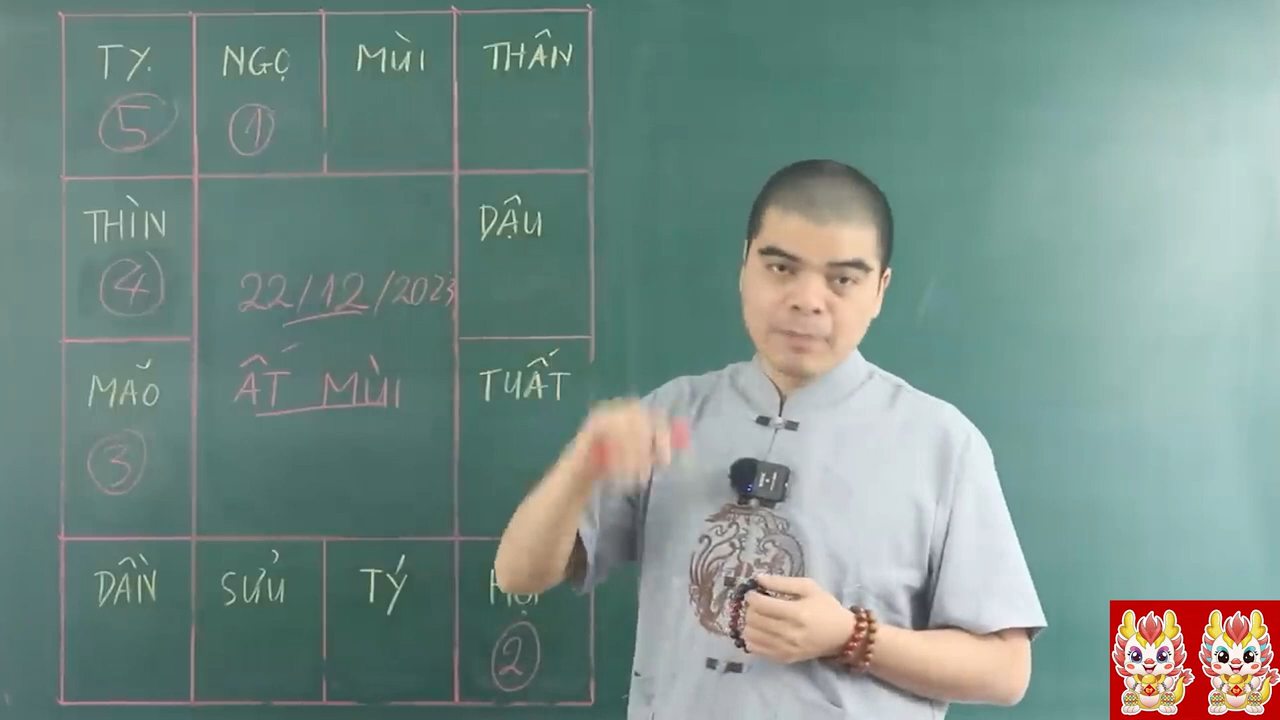 TỴ NGỌ MÙI THÂN
5 1
THÌN DẬU
4
22/12/2023
MÃO ẤT MÙI TUẤT
3
DẦN SỬU TÝ
2